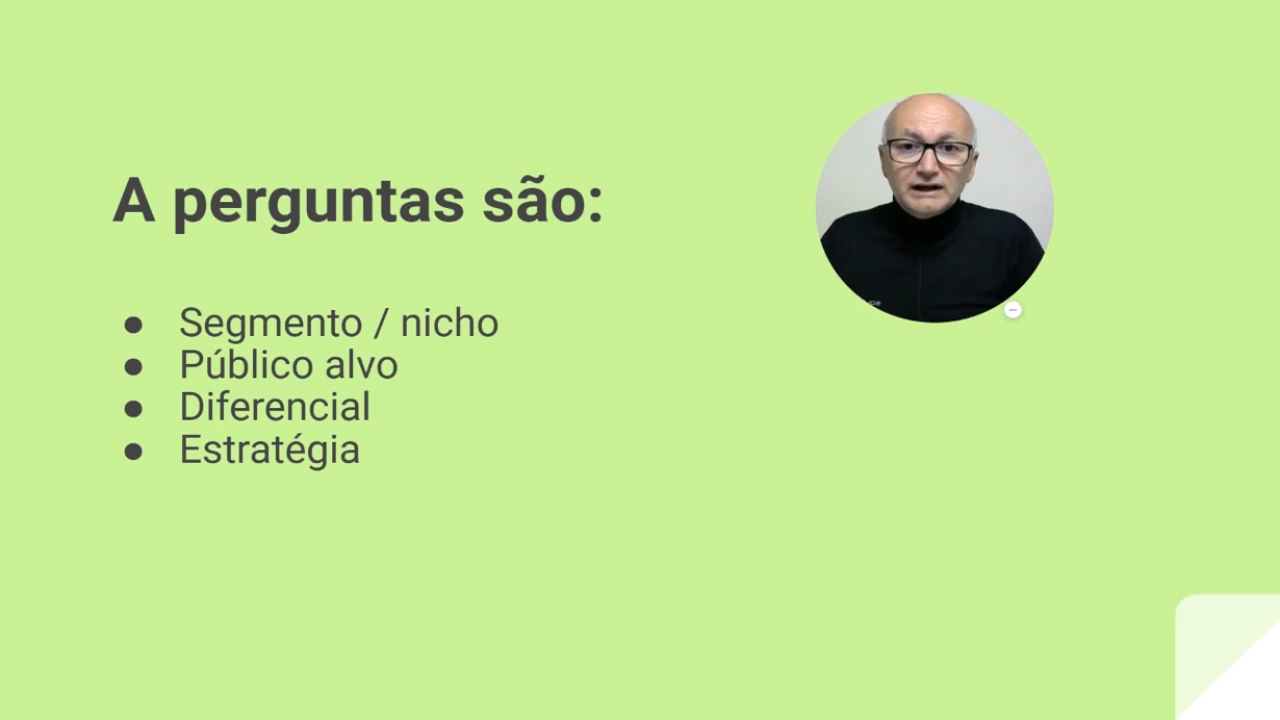 A perguntas são:
● Segmento / nicho
● Público alvo
● Diferencial
● Estratégia